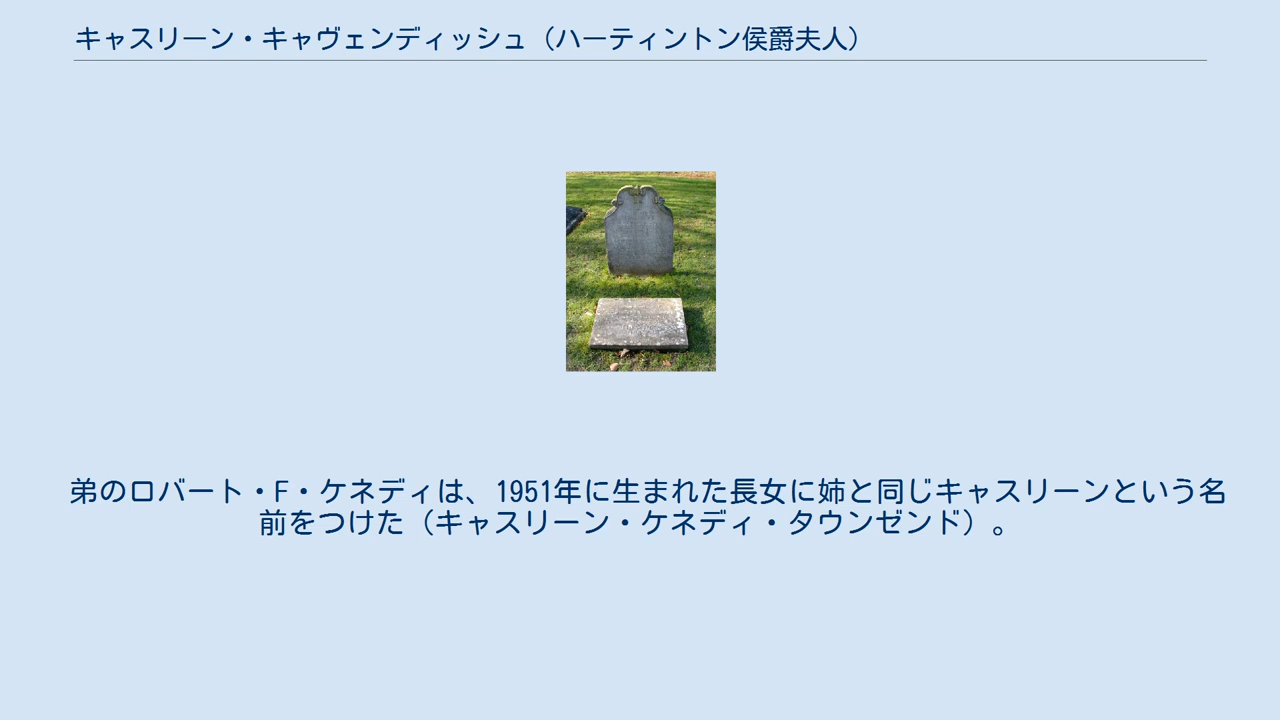 キャスリーン・キャヴェンディッシュ（ハーティントン侯爵夫人）
弟のロバート・F・ケネディは、1951年に生まれた長女に姉と同じキャスリーンという名
前をつけた（キャスリーン・ケネディ・タウンゼンド）。